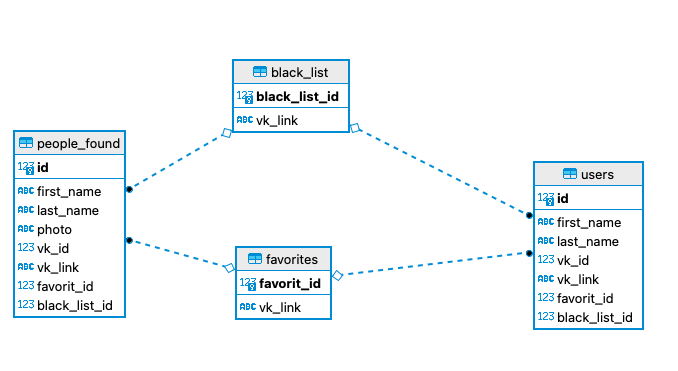 black_list
123 black_list_id
ABC vk_link
people_found
123 id
ABC first_name
ABC last_name
ABC photo
123 vk_id
ABC vk_link
123 favorit_id
123 black_list_id
favorites
123 favorit_id
ABC vk_link
users
123 id
ABC first_name
ABC last_name
123 vk_id
ABC vk_link
123 favorit_id
123 black_list_id